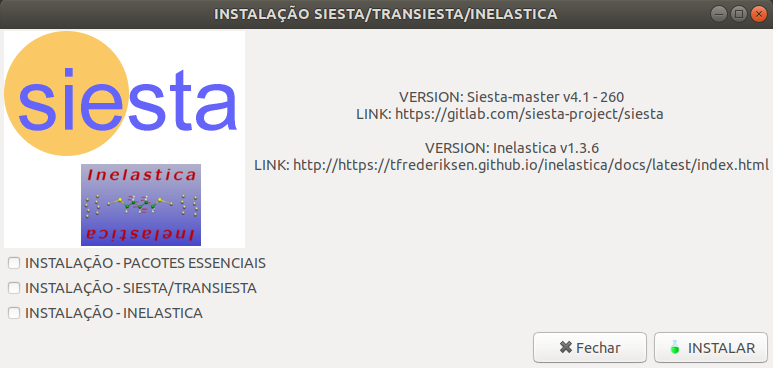 INSTALAÇÃO SIESTA/TRANSIESTA/INELASTICA
siesta
VERSION: Siesta-master v4.1 - 260
LINK: https://gitlab.com/siesta-project/siesta
VERSION: Inelastica v1.3.6
LINK: http://https://tfrederiksen.github.io/inelastica/docs/latest/index.html
Inelastica
Inelastica
INSTALAÇÃO - PACOTES ESSENCIAIS
INSTALAÇÃO - SIESTA/TRANSIESTA
INSTALAÇÃO - INELASTICA
Fechar
INSTALAR